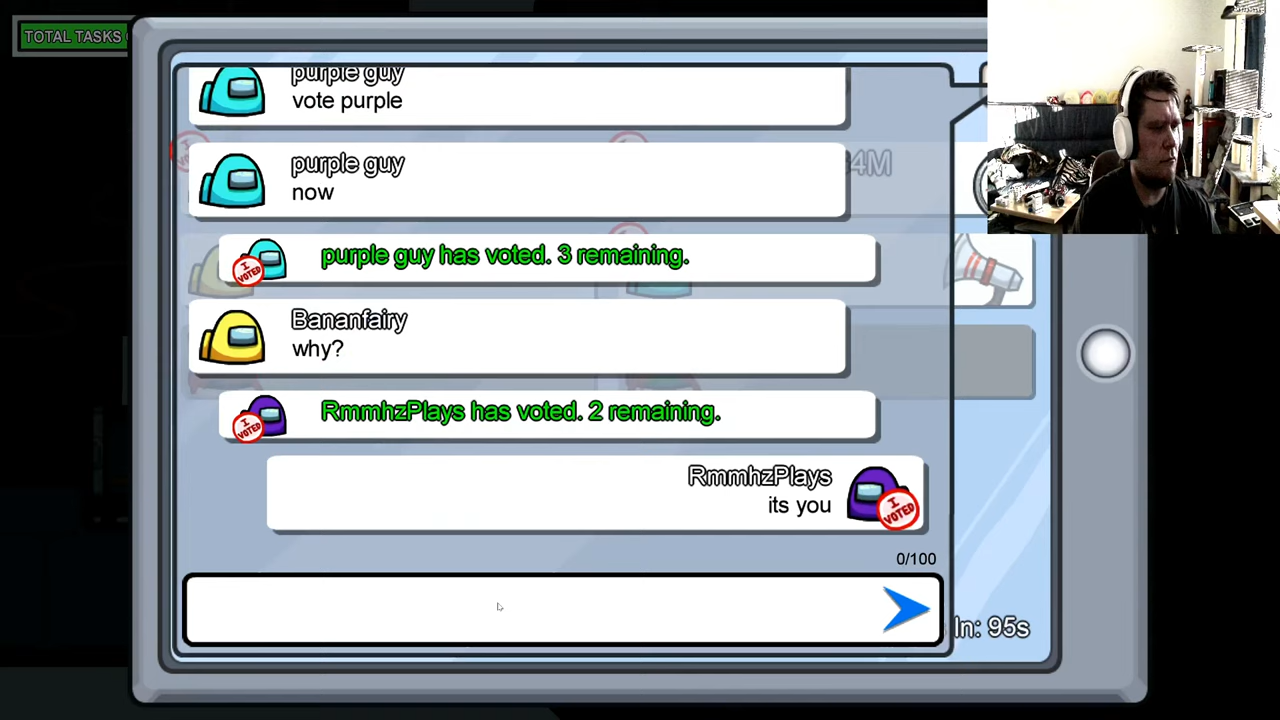 TOTAL TASKS
purple guy
vote purple
purple guy
now
purple guy has voted. 3 remaining.
Bananfairy
why?
RmmhzPlays has voted. 2 remaining.
RmmhzPlays
its you
I VOTED
0/100
In: 95s